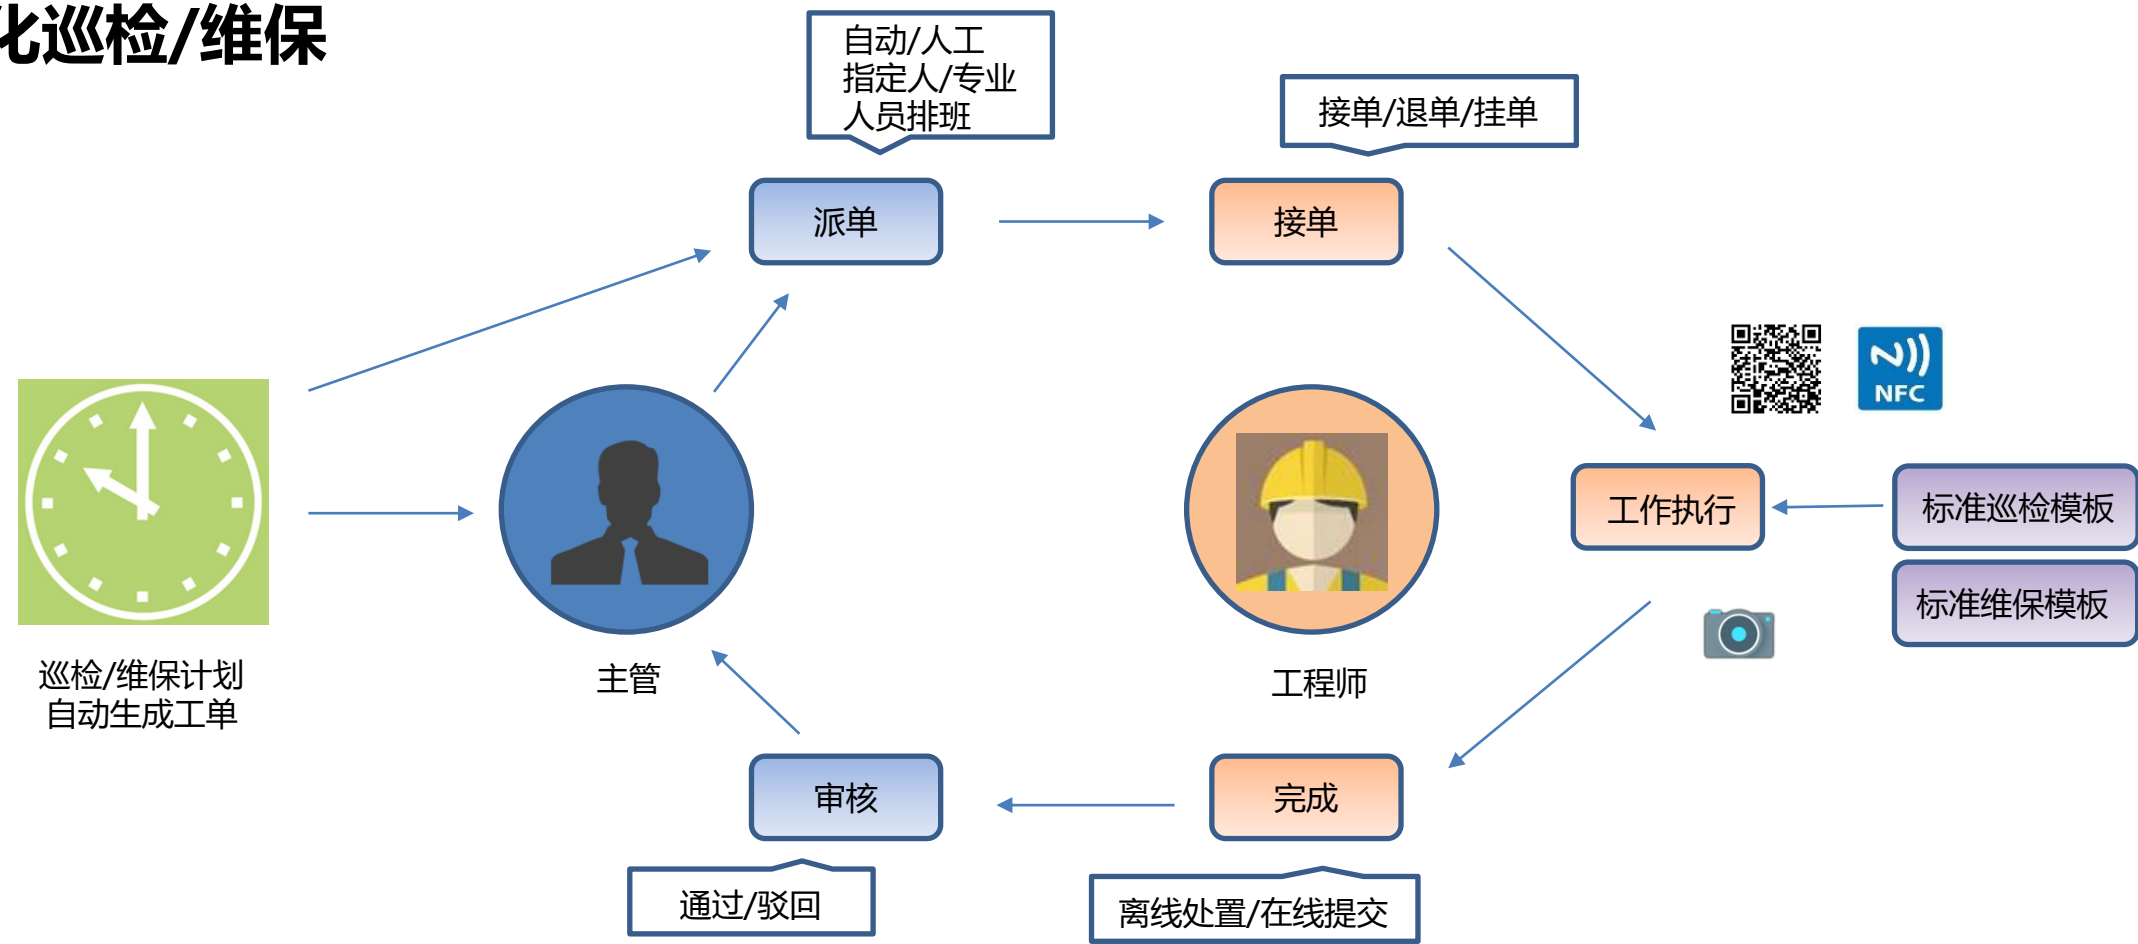 化巡检/维保
自动/人工
指定人/专业
人员排班
接单/退单/挂单
派单
接单
NFC
工作执行
标准巡检模板
标准维保模板
巡检/维保计划
自动生成工单
主管
工程师
审核
完成
通过/驳回
离线处置/在线提交